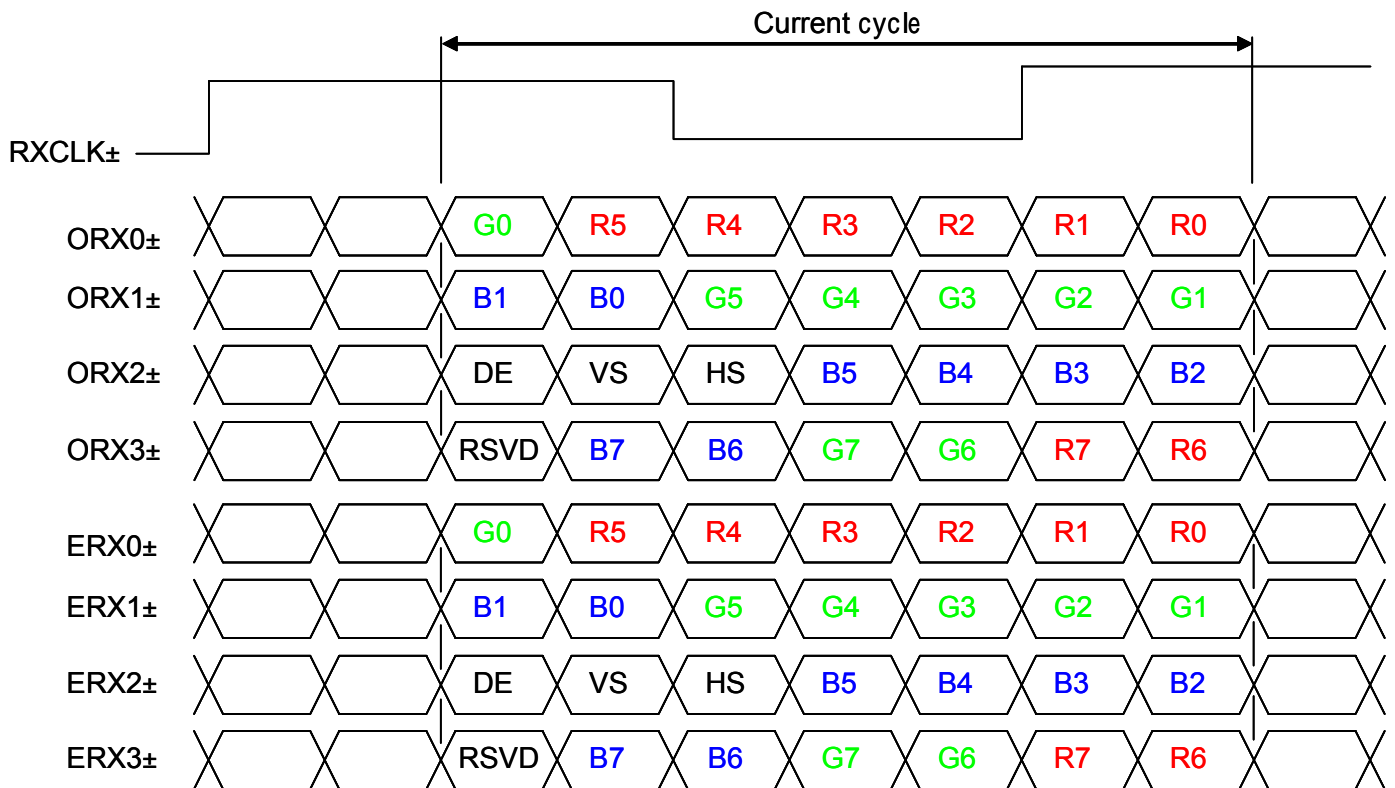 Current cycle
RXCLK±
ORX0± G0 R5 R4 R3 R2 R1 R0
ORX1± B1 B0 G5 G4 G3 G2 G1
ORX2± DE VS HS B5 B4 B3 B2
ORX3± RSVD B7 B6 G7 G6 R7 R6
ERX0± G0 R5 R4 R3 R2 R1 R0
ERX1± B1 B0 G5 G4 G3 G2 G1
ERX2± DE VS HS B5 B4 B3 B2
ERX3± RSVD B7 B6 G7 G6 R7 R6